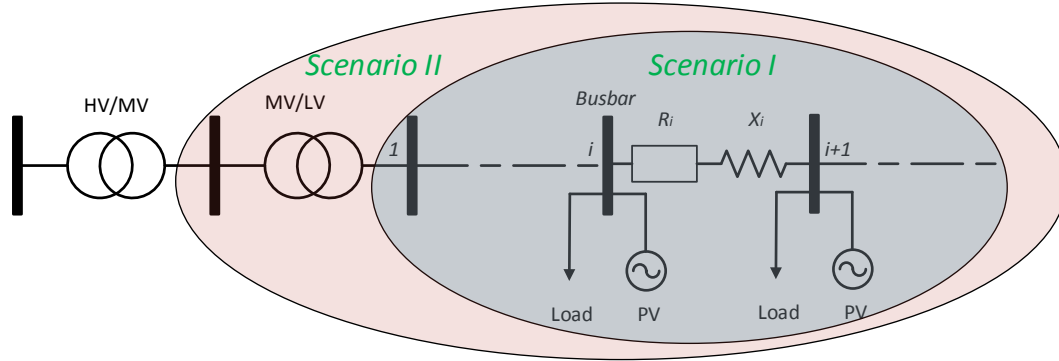 Scenario II
Scenario I
HV/MV
MV/LV
Busbar
Ri
Xi
1
i
i+1
Load
PV
Load
PV